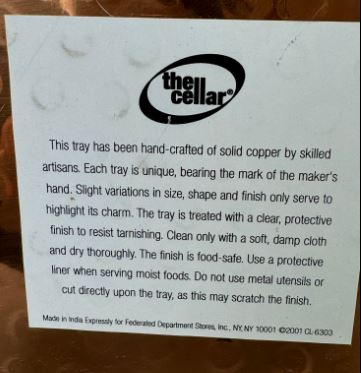 the
cellar®
This tray has been hand-crafted of solid copper by skilled
artisans. Each tray is unique, bearing the mark of the maker's
hand. Slight variations in size, shape and finish only serve to
highlight its charm. The tray is treated with a clear, protective
finish to resist tarnishing. Clean only with a soft, damp cloth
and dry thoroughly. The finish is food-safe. Use a protective
liner when serving moist foods. Do not use metal utensils or
cut directly upon the tray, as this may scratch the finish.
Made in India Expressly for Federated Department Stores, Inc., NY, NY 10001 ©2001 CL-6303